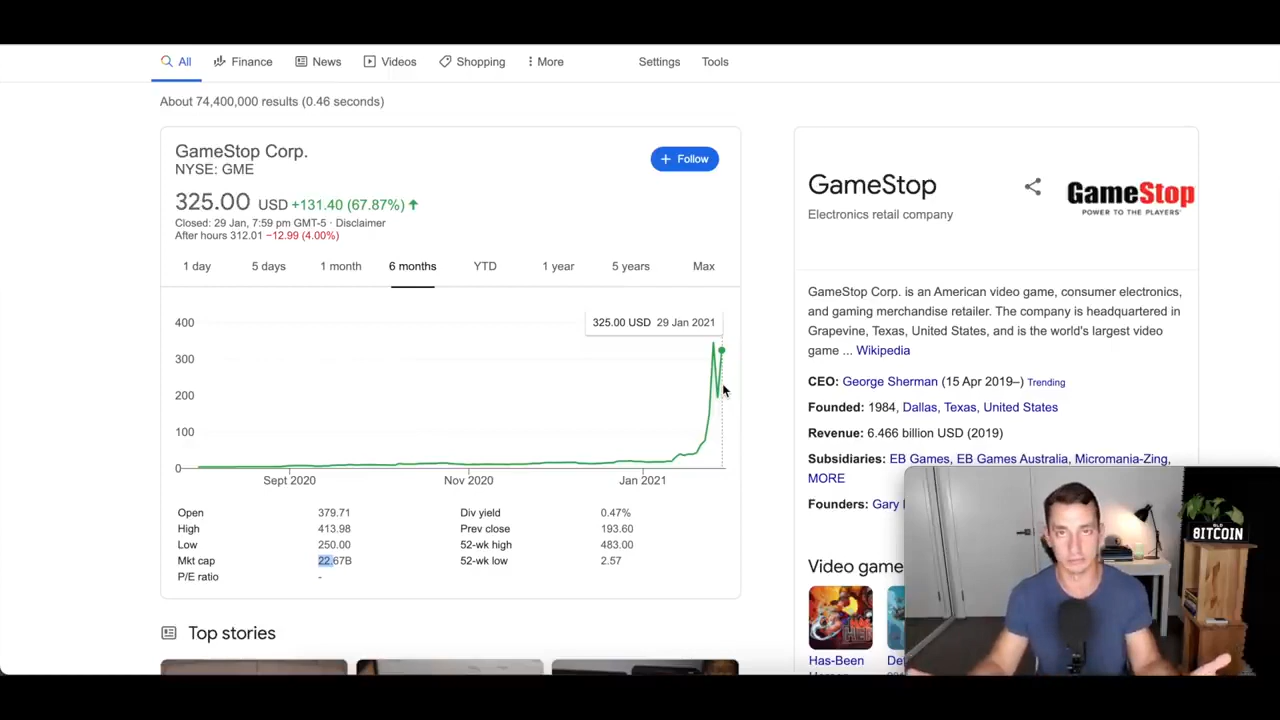 All Finance News Videos Shopping More Settings Tools
About 74,400,000 results (0.46 seconds)
GameStop Corp.
NYSE: GME
Follow
325.00 USD +131.40 (67.87%)
Closed: 29 Jan, 7:59 pm GMT-5 · Disclaimer
After hours 312.01 −12.99 (4.00%)
1 day 5 days 1 month 6 months YTD 1 year 5 years Max
325.00 USD 29 Jan 2021
400
300
200
100
0
Sept 2020 Nov 2020 Jan 2021
Open 379.71 Div yield 0.47%
High 413.98 Prev close 193.60
Low 250.00 52-wk high 483.00
Mkt cap 22.67B 52-wk low 2.57
P/E ratio -
Top stories
GameStop
Electronics retail company
GameStop
POWER TO THE PLAYERS
GameStop Corp. is an American video game, consumer electronics,
and gaming merchandise retailer. The company is headquartered in
Grapevine, Texas, United States, and is the world's largest video
game ... Wikipedia
CEO: George Sherman (15 Apr 2019–) Trending
Founded: 1984, Dallas, Texas, United States
Revenue: 6.466 billion USD (2019)
Subsidiaries: EB Games, EB Games Australia, Micromania-Zing,
MORE
Founders: Gary
Video game
Has-Been
BITCOIN